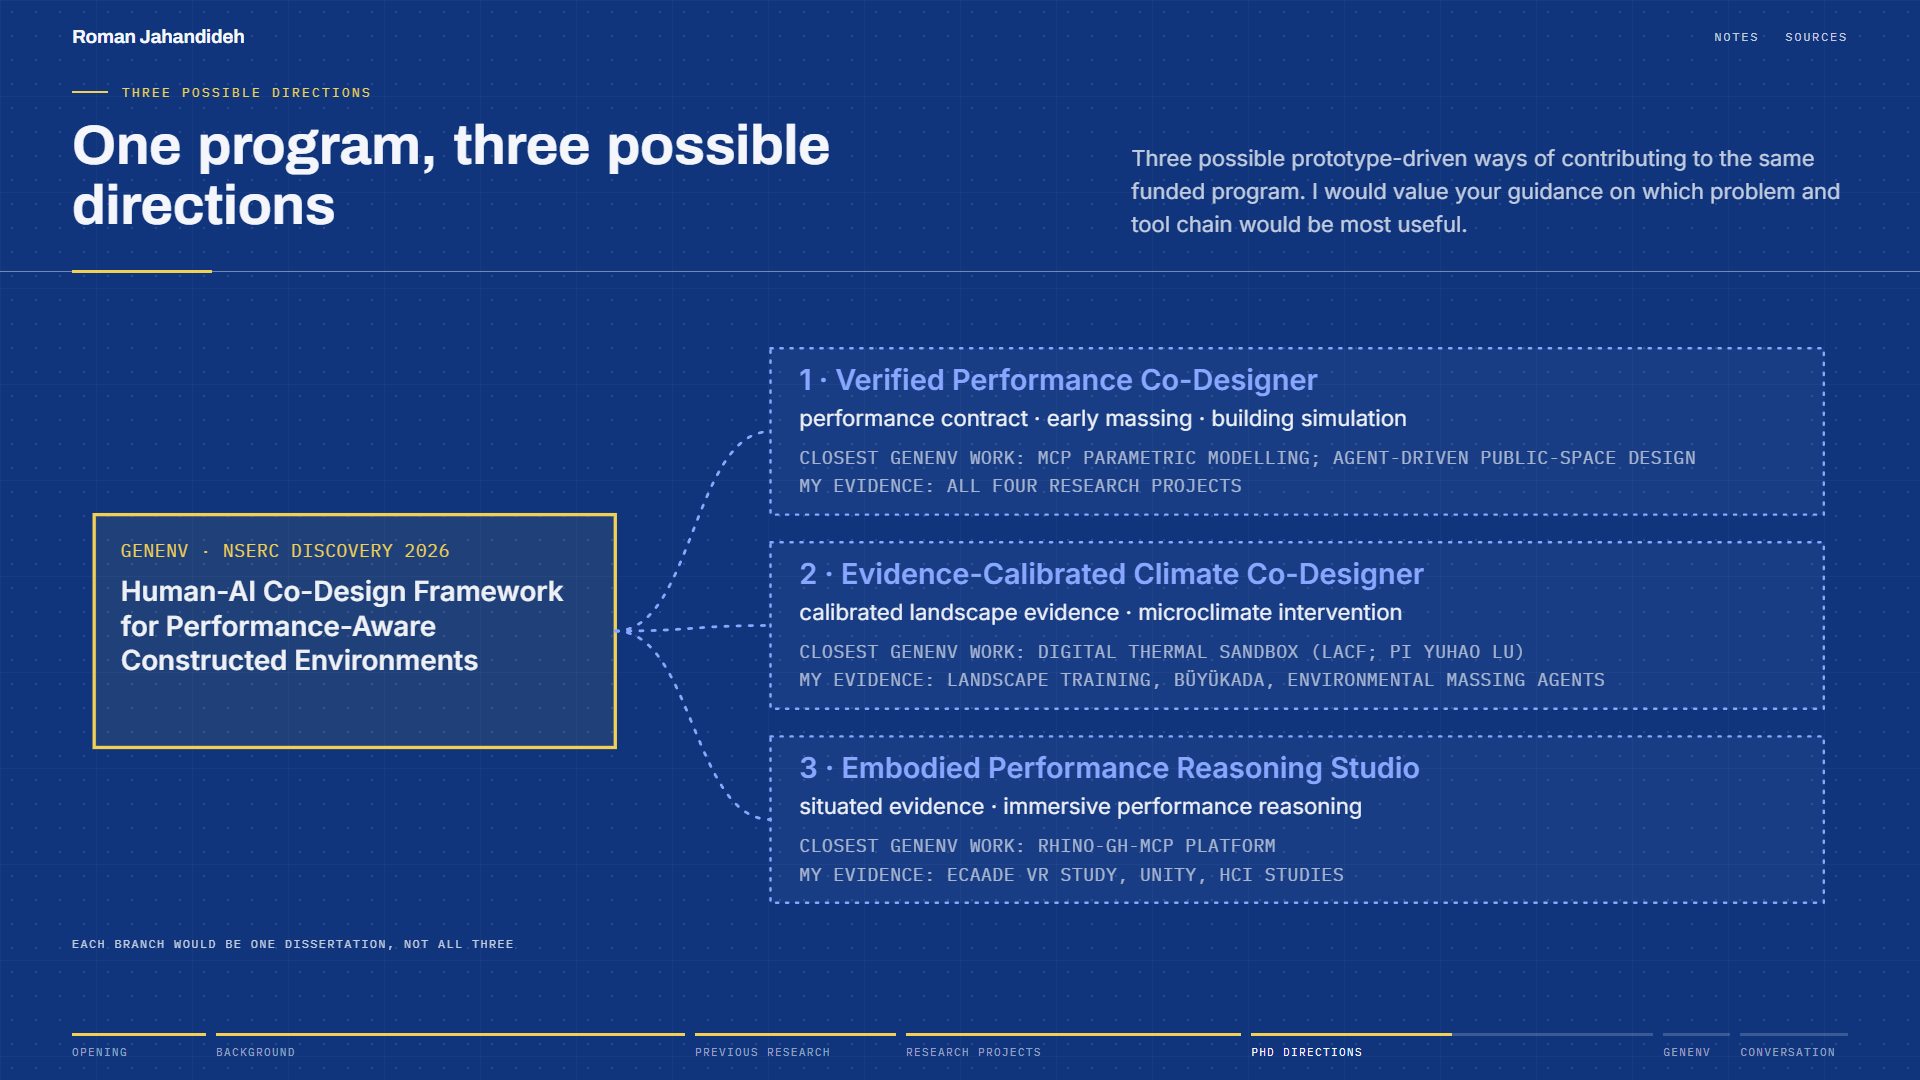 Roman Jahandideh
NOTES
SOURCES
THREE POSSIBLE DIRECTIONS
One program, three possible
directions
Three possible prototype-driven ways of contributing to the same
funded program. I would value your guidance on which problem and
tool chain would be most useful.
GENENV · NSERC DISCOVERY 2026
Human-AI Co-Design Framework
for Performance-Aware
Constructed Environments
1 · Verified Performance Co-Designer
performance contract · early massing · building simulation
CLOSEST GENENV WORK: MCP PARAMETRIC MODELLING; AGENT-DRIVEN PUBLIC-SPACE DESIGN
MY EVIDENCE: ALL FOUR RESEARCH PROJECTS
2 · Evidence-Calibrated Climate Co-Designer
calibrated landscape evidence · microclimate intervention
CLOSEST GENENV WORK: DIGITAL THERMAL SANDBOX (LACF; PI YUHAO LU)
MY EVIDENCE: LANDSCAPE TRAINING, BÜYÜKADA, ENVIRONMENTAL MASSING AGENTS
3 · Embodied Performance Reasoning Studio
situated evidence · immersive performance reasoning
CLOSEST GENENV WORK: RHINO-GH-MCP PLATFORM
MY EVIDENCE: ECAADE VR STUDY, UNITY, HCI STUDIES
EACH BRANCH WOULD BE ONE DISSERTATION, NOT ALL THREE
OPENING
BACKGROUND
PREVIOUS RESEARCH
RESEARCH PROJECTS
PHD DIRECTIONS
GENENV
CONVERSATION